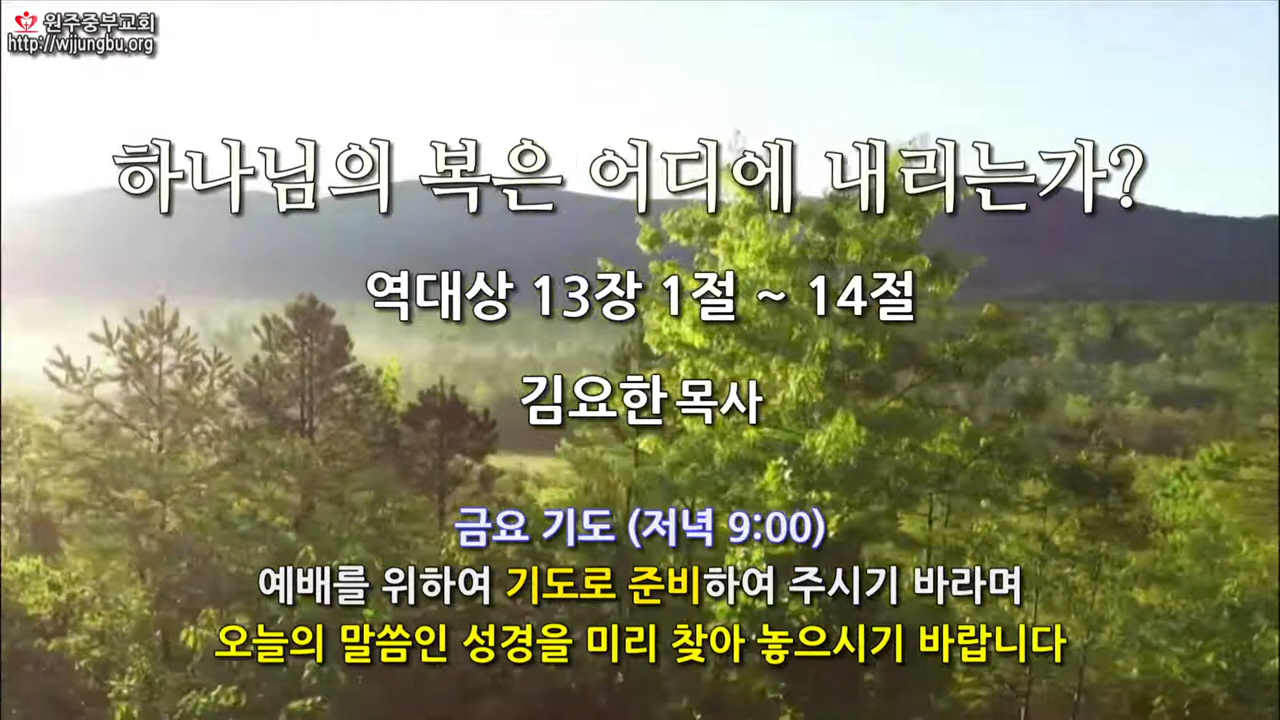 원주중부교회
http://wjjungbu.org
하나님의 복은 어디에 내리는가?
역대상 13장 1절 ~ 14절
김요한 목사
금요 기도 (저녁 9:00)
예배를 위하여 기도로 준비하여 주시기 바라며
오늘의 말씀인 성경을 미리 찾아 놓으시기 바랍니다